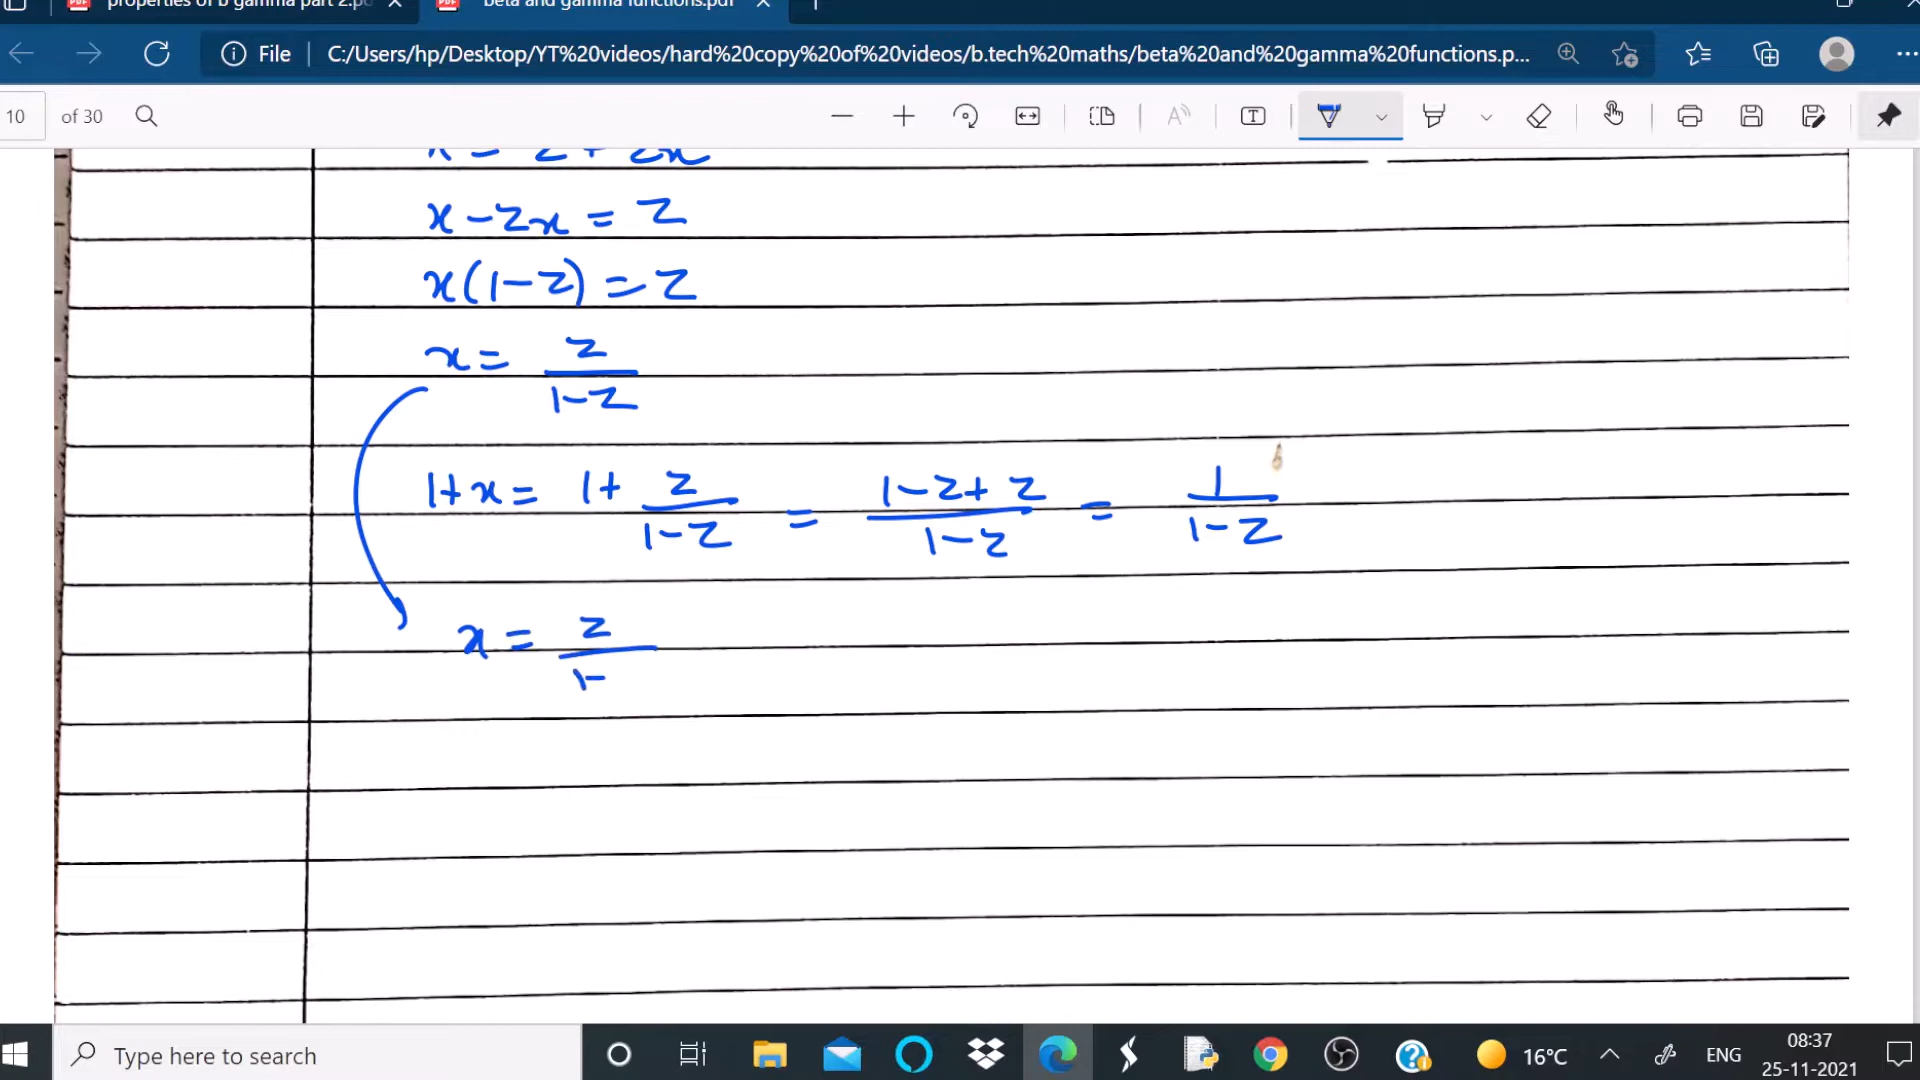 properties of b gamma part 2.pd
beta and gamma functions.pdf
File
C:/Users/hp/Desktop/YT%20videos/hard%20copy%20of%20videos/b.tech%20maths/beta%20and%20gamma%20functions.p...
10 of 30
x = z + zx
x - zx = z
x(1-z) = z
x = z/(1-z)
1+x = 1+ z/(1-z) = (1-z+z)/(1-z) = 1/(1-z)
x = z/1-
Type here to search
16°C
ENG
08:37
25-11-2021